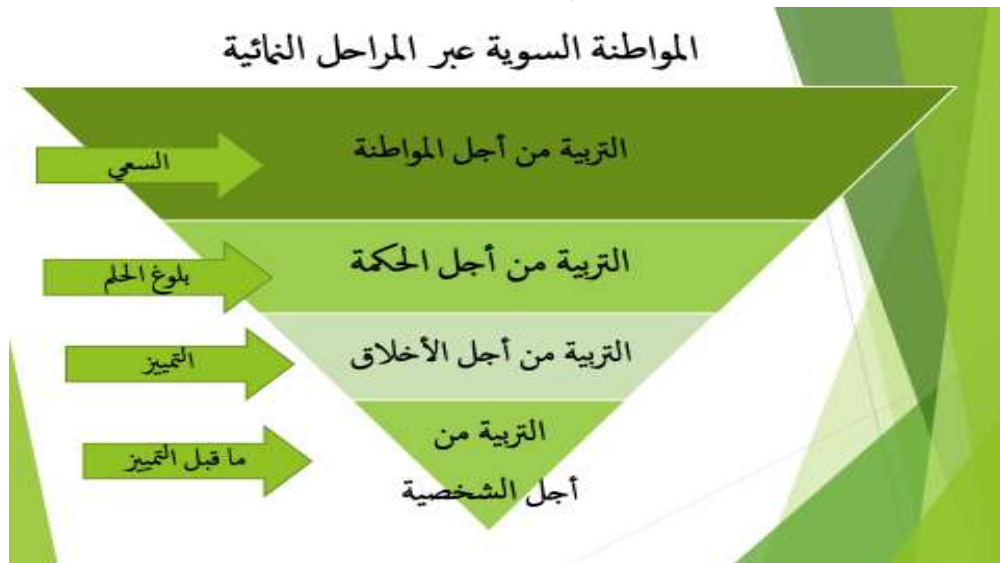 المواطنة السوية عبر المراحل النمائية
التربية من أجل المواطنة
السعي
التربية من أجل الحكمة
بلوغ الحلم
التربية من أجل الأخلاق
التمييز
التربية من
أجل الشخصية
ما قبل التمييز